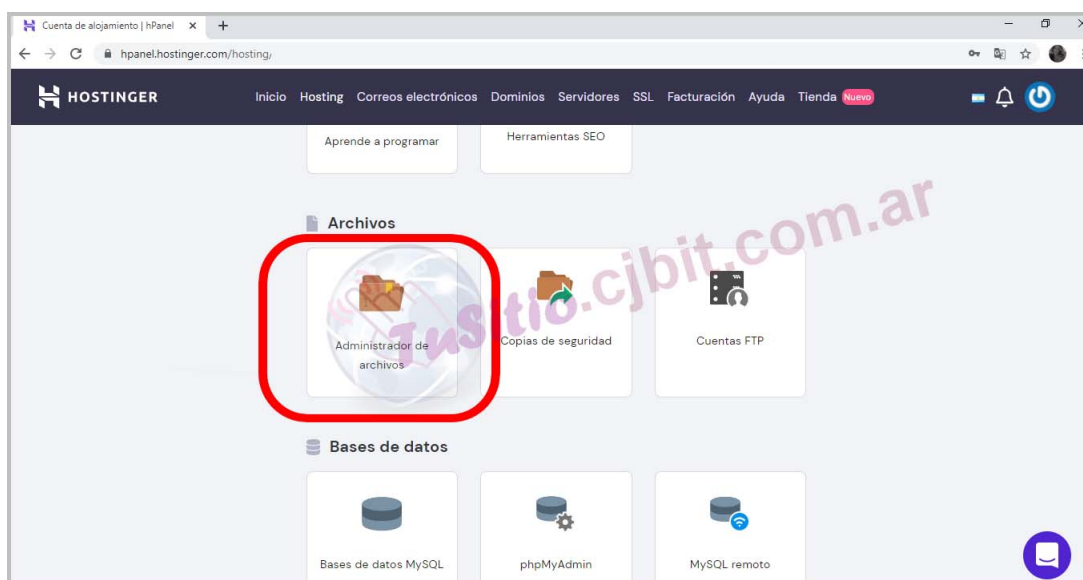 Cuenta de alojamiento | hPanel
hpanel.hostinger.com/hosting/
HOSTINGER
Inicio Hosting Correos electrónicos Dominios Servidores SSL Facturación Ayuda Tienda Nuevo
Aprende a programar
Herramientas SEO
Archivos
Administrador de
archivos
Copias de seguridad
Cuentas FTP
TuSitio.cjbit.com.ar
Bases de datos
Bases de datos MySQL
phpMyAdmin
MySQL remoto